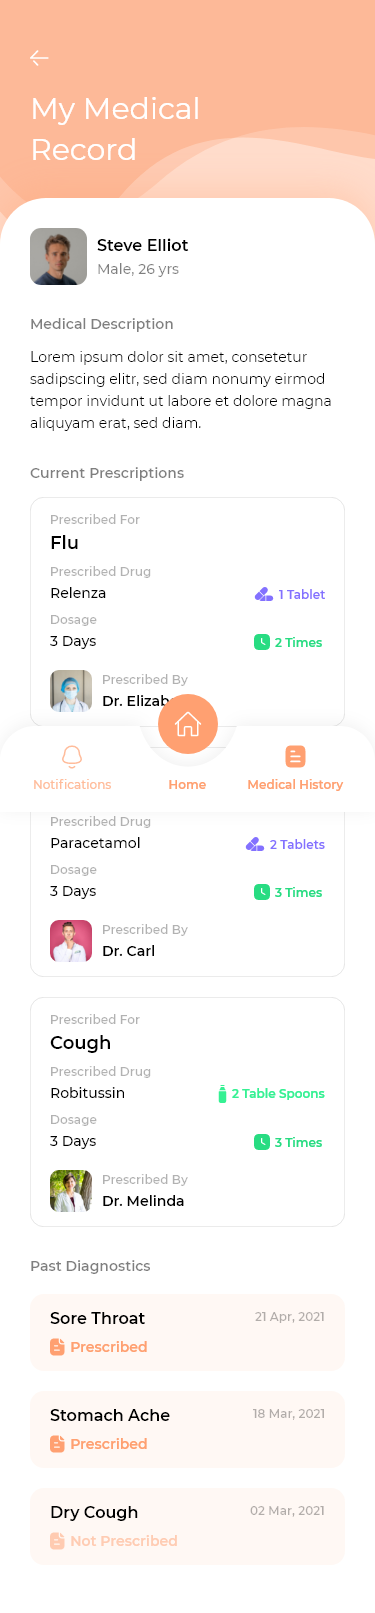 My Medical
Record
Steve Elliot
Male, 26 yrs
Medical Description
Lorem ipsum dolor sit amet, consetetur
sadipscing elitr, sed diam nonumy eirmod
tempor invidunt ut labore et dolore magna
aliquyam erat, sed diam.
Current Prescriptions
Prescribed For
Flu
Prescribed Drug
Relenza
1 Tablet
Dosage
3 Days
2 Times
Prescribed By
Dr.
Notifications
Home
Medical History
Prescribed Drug
Paracetamol
2 Tablets
Dosage
3 Days
3 Times
Prescribed By
Dr. Carl
Prescribed For
Cough
Prescribed Drug
Robitussin
2 Table Spoons
Dosage
3 Days
3 Times
Prescribed By
Dr. Melinda
Past Diagnostics
Sore Throat
21 Apr, 2021
Prescribed
Stomach Ache
18 Mar, 2021
Prescribed
Dry Cough
02 Mar, 2021
Not Prescribed